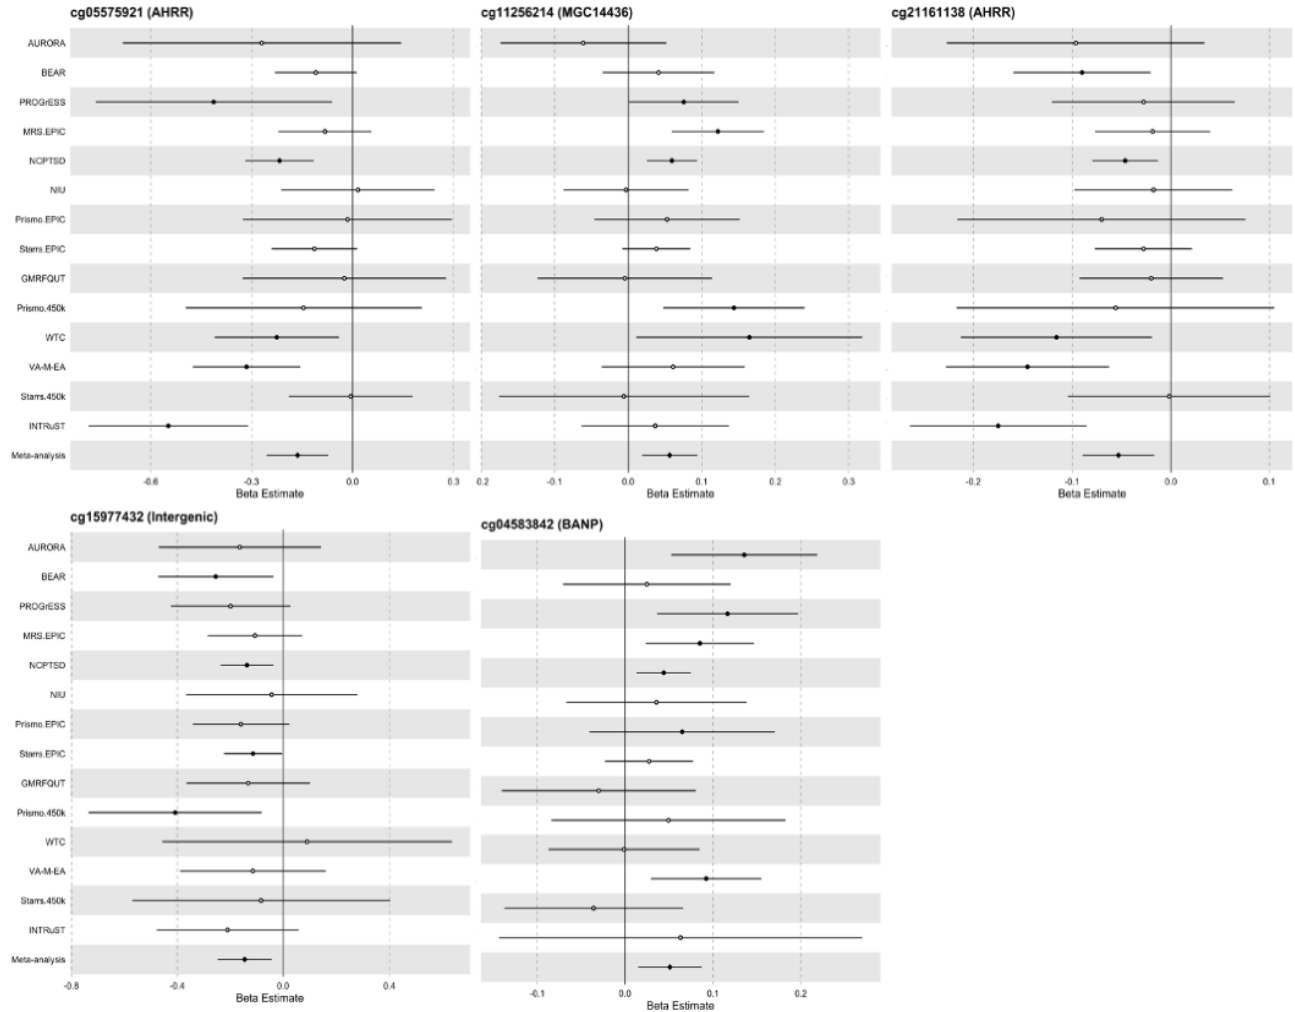 cg05575921 (AHRR)
cg11256214 (MGC14436)
cg21161138 (AHRR)
AURORA
BEAR
PROGrESS
MRS.EPIC
NCPTSD
NIU
Prismo.EPIC
Starrs.EPIC
GMRFQUT
Prismo.450k
WTC
VA-M-EA
Starrs.450k
INTRuST
Meta-analysis
-0.6 -0.3 0.0 0.3
Beta Estimate
0.2 -0.1 0.0 0.1 0.2 0.3
Beta Estimate
-0.2 -0.1 0.0 0.1
Beta Estimate
cg15977432 (Intergenic)
cg04583842 (BANP)
AURORA
BEAR
PROGrESS
MRS.EPIC
NCPTSD
NIU
Prismo.EPIC
Starrs.EPIC
GMRFQUT
Prismo.450k
WTC
VA-M-EA
Starrs.450k
INTRuST
Meta-analysis
-0.8 -0.4 0.0 0.4
Beta Estimate
-0.1 0.0 0.1 0.2
Beta Estimate